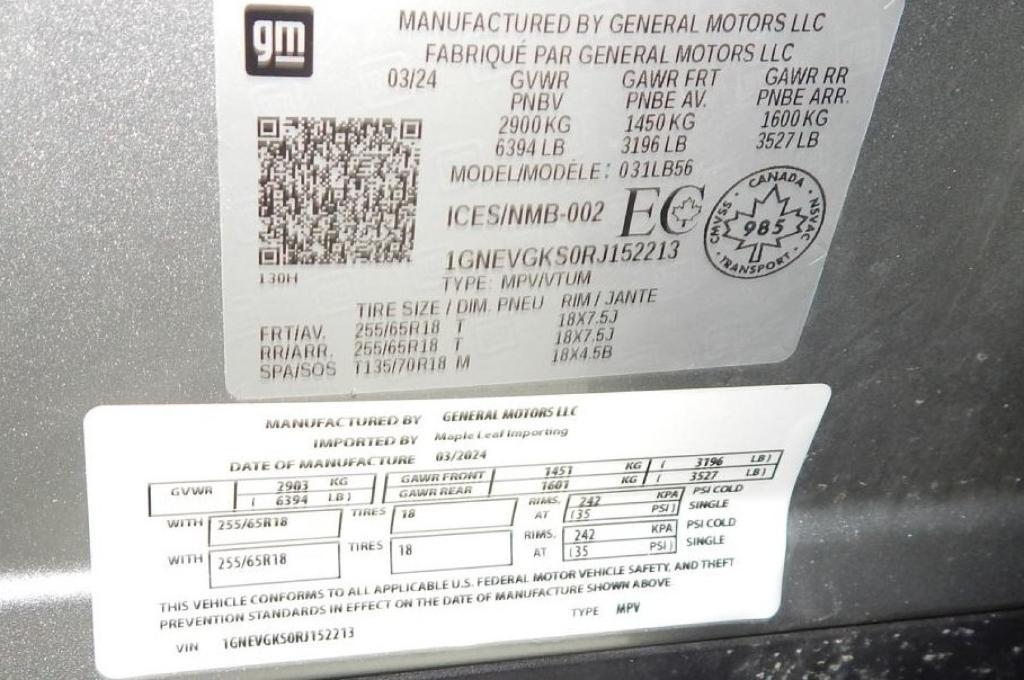 gm
MANUFACTURED BY GENERAL MOTORS LLC
FABRIQUÉ PAR GENERAL MOTORS LLC
03/24 GVWR GAWR FRT GAWR RR
PNBV PNBE AV. PNBE ARR.
2900 KG 1450 KG 1600 KG
6394 LB 3196 LB 3527 LB
MODEL/MODÈLE: 031LB56
ICES/NMB-002 EC
CANADA CMVSS NSVAC 985 TRANSPORT
1GNEVGKS0RJ152213
130H
TYPE: MPV/VTUM
TIRE SIZE / DIM. PNEU RIM / JANTE
FRT/AV. 255/65R18 T 18X7.5J
RR/ARR. 255/65R18 T 18X7.5J
SPA/SOS T135/70R18 M 18X4.5B
MANUFACTURED BY GENERAL MOTORS LLC
IMPORTED BY Maple Leaf Importing
DATE OF MANUFACTURE 03/2024
GVWR 2903 KG GAWR FRONT 1451 KG ( 3196 LB)
( 6394 LB) GAWR REAR 1601 KG ( 3527 LB)
WITH 255/65R18 TIRES 18 RIMS. 242 KPA PSI COLD
AT (35 PSI) SINGLE
WITH 255/65R18 TIRES 18 RIMS. 242 KPA PSI COLD
AT (35 PSI) SINGLE
THIS VEHICLE CONFORMS TO ALL APPLICABLE U.S. FEDERAL MOTOR VEHICLE SAFETY, AND THEFT
PREVENTION STANDARDS IN EFFECT ON THE DATE OF MANUFACTURE SHOWN ABOVE
VIN 1GNEVGKS0RJ152213 TYPE MPV